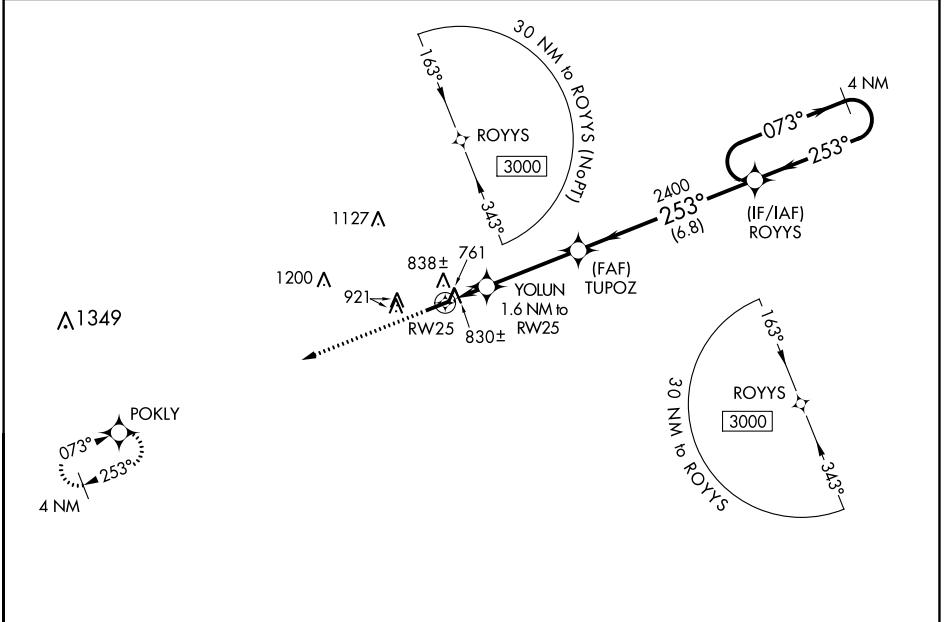 30 NM to ROYYS (NoPT)
163°
ROYYS
3000
343°
4 NM
073°
253°
(IF/IAF)
ROYYS
2400
253°
(6.8)
(FAF)
TUPOZ
1127
761
838±
1200
YOLUN
1.6 NM to
RW25
921
RW25
830±
1349
163°
ROYYS
3000
30 NM to ROYYS
343°
POKLY
073°
253°
4 NM